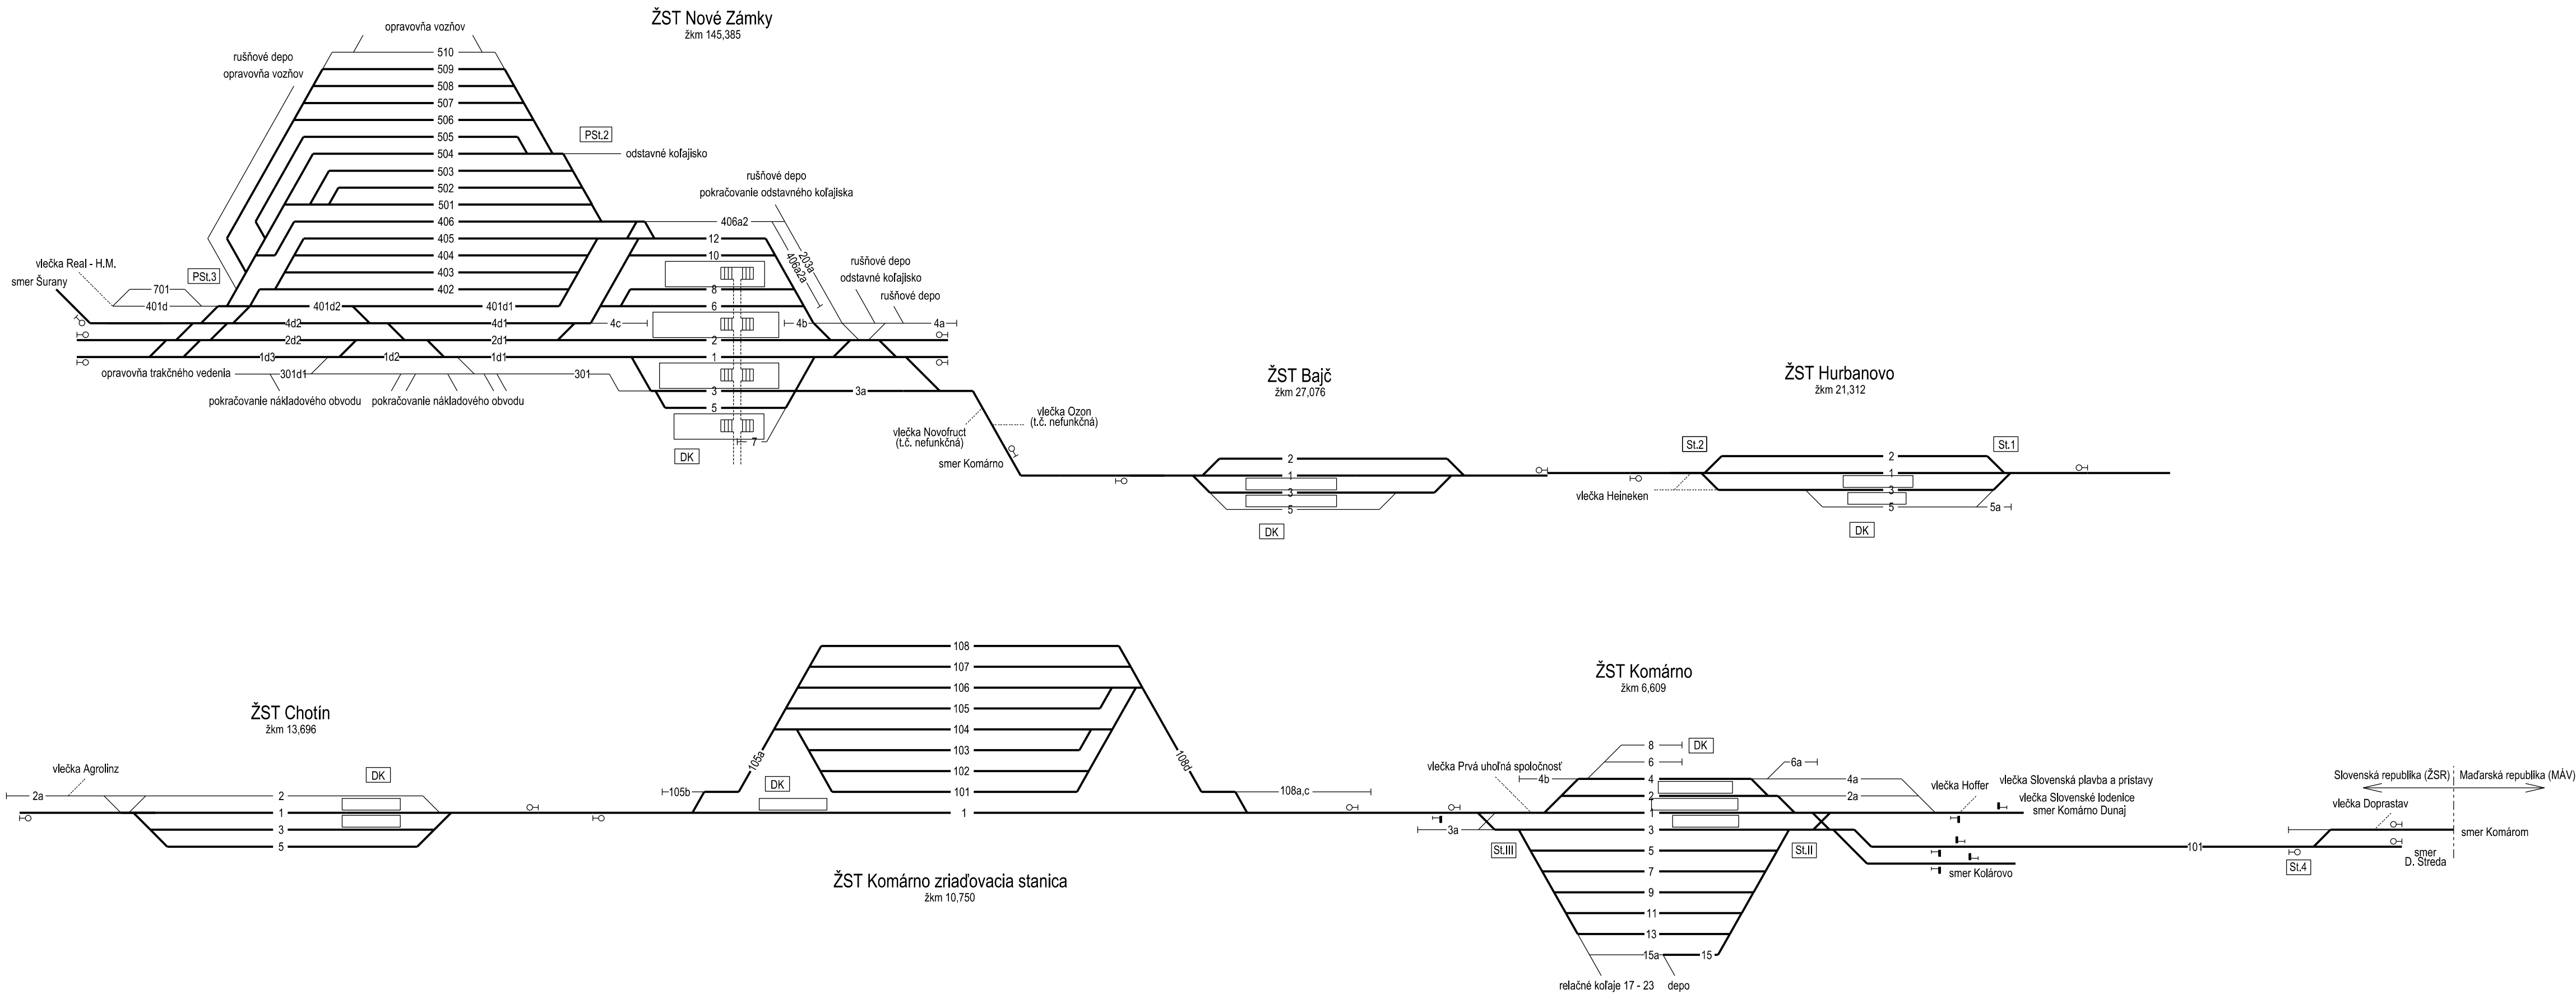 ŽST Nové Zámky
žkm 145,385
opravovňa vozňov
rušňové depo
opravovňa vozňov
510
509
508
507
506
505
504
503
502
501
406
405
404
403
402
PSt.2
odstavné koľajisko
rušňové depo
pokračovanie odstavného koľajiska
406a2
203a
406a2a
12
10
8
6
rušňové depo
odstavné koľajisko
rušňové depo
vlečka Real - H.M.
smer Šurany
PSt.3
701
401d
401d2
401d1
4d2
4d1
4c
4b
4a
2d2
2d1
2
1d3
1d2
1d1
1
opravovňa trakčného vedenia
301d1
301
pokračovanie nákladového obvodu
pokračovanie nákladového obvodu
3
3a
5
7
DK
vlečka Novofruct
(t.č. nefunkčná)
vlečka Ozon
(t.č. nefunkčná)
smer Komárno
ŽST Bajč
žkm 27,076
2
1
3
5
DK
ŽST Hurbanovo
žkm 21,312
St.2
St.1
2
1
3
5
5a
vlečka Heineken
DK
ŽST Chotín
žkm 13,696
vlečka Agrolinz
DK
2a
2
1
3
5
108
107
106
105
104
103
102
101
105a
108d
105b
DK
108a,c
1
ŽST Komárno zriaďovacia stanica
žkm 10,750
ŽST Komárno
žkm 6,609
8
DK
6
6a
vlečka Prvá uhoľná spoločnosť
4b
4
4a
2
2a
1
3a
3
St.III
St.II
5
7
9
11
13
15a
15
relačné koľaje 17 - 23
depo
vlečka Hoffer
vlečka Slovenská plavba a prístavy
vlečka Slovenské lodenice
smer Komárno Dunaj
smer Kolárovo
101
Slovenská republika (ŽSR)
Maďarská republika (MÁV)
vlečka Doprastav
smer Komárom
smer
D. Streda
St.4